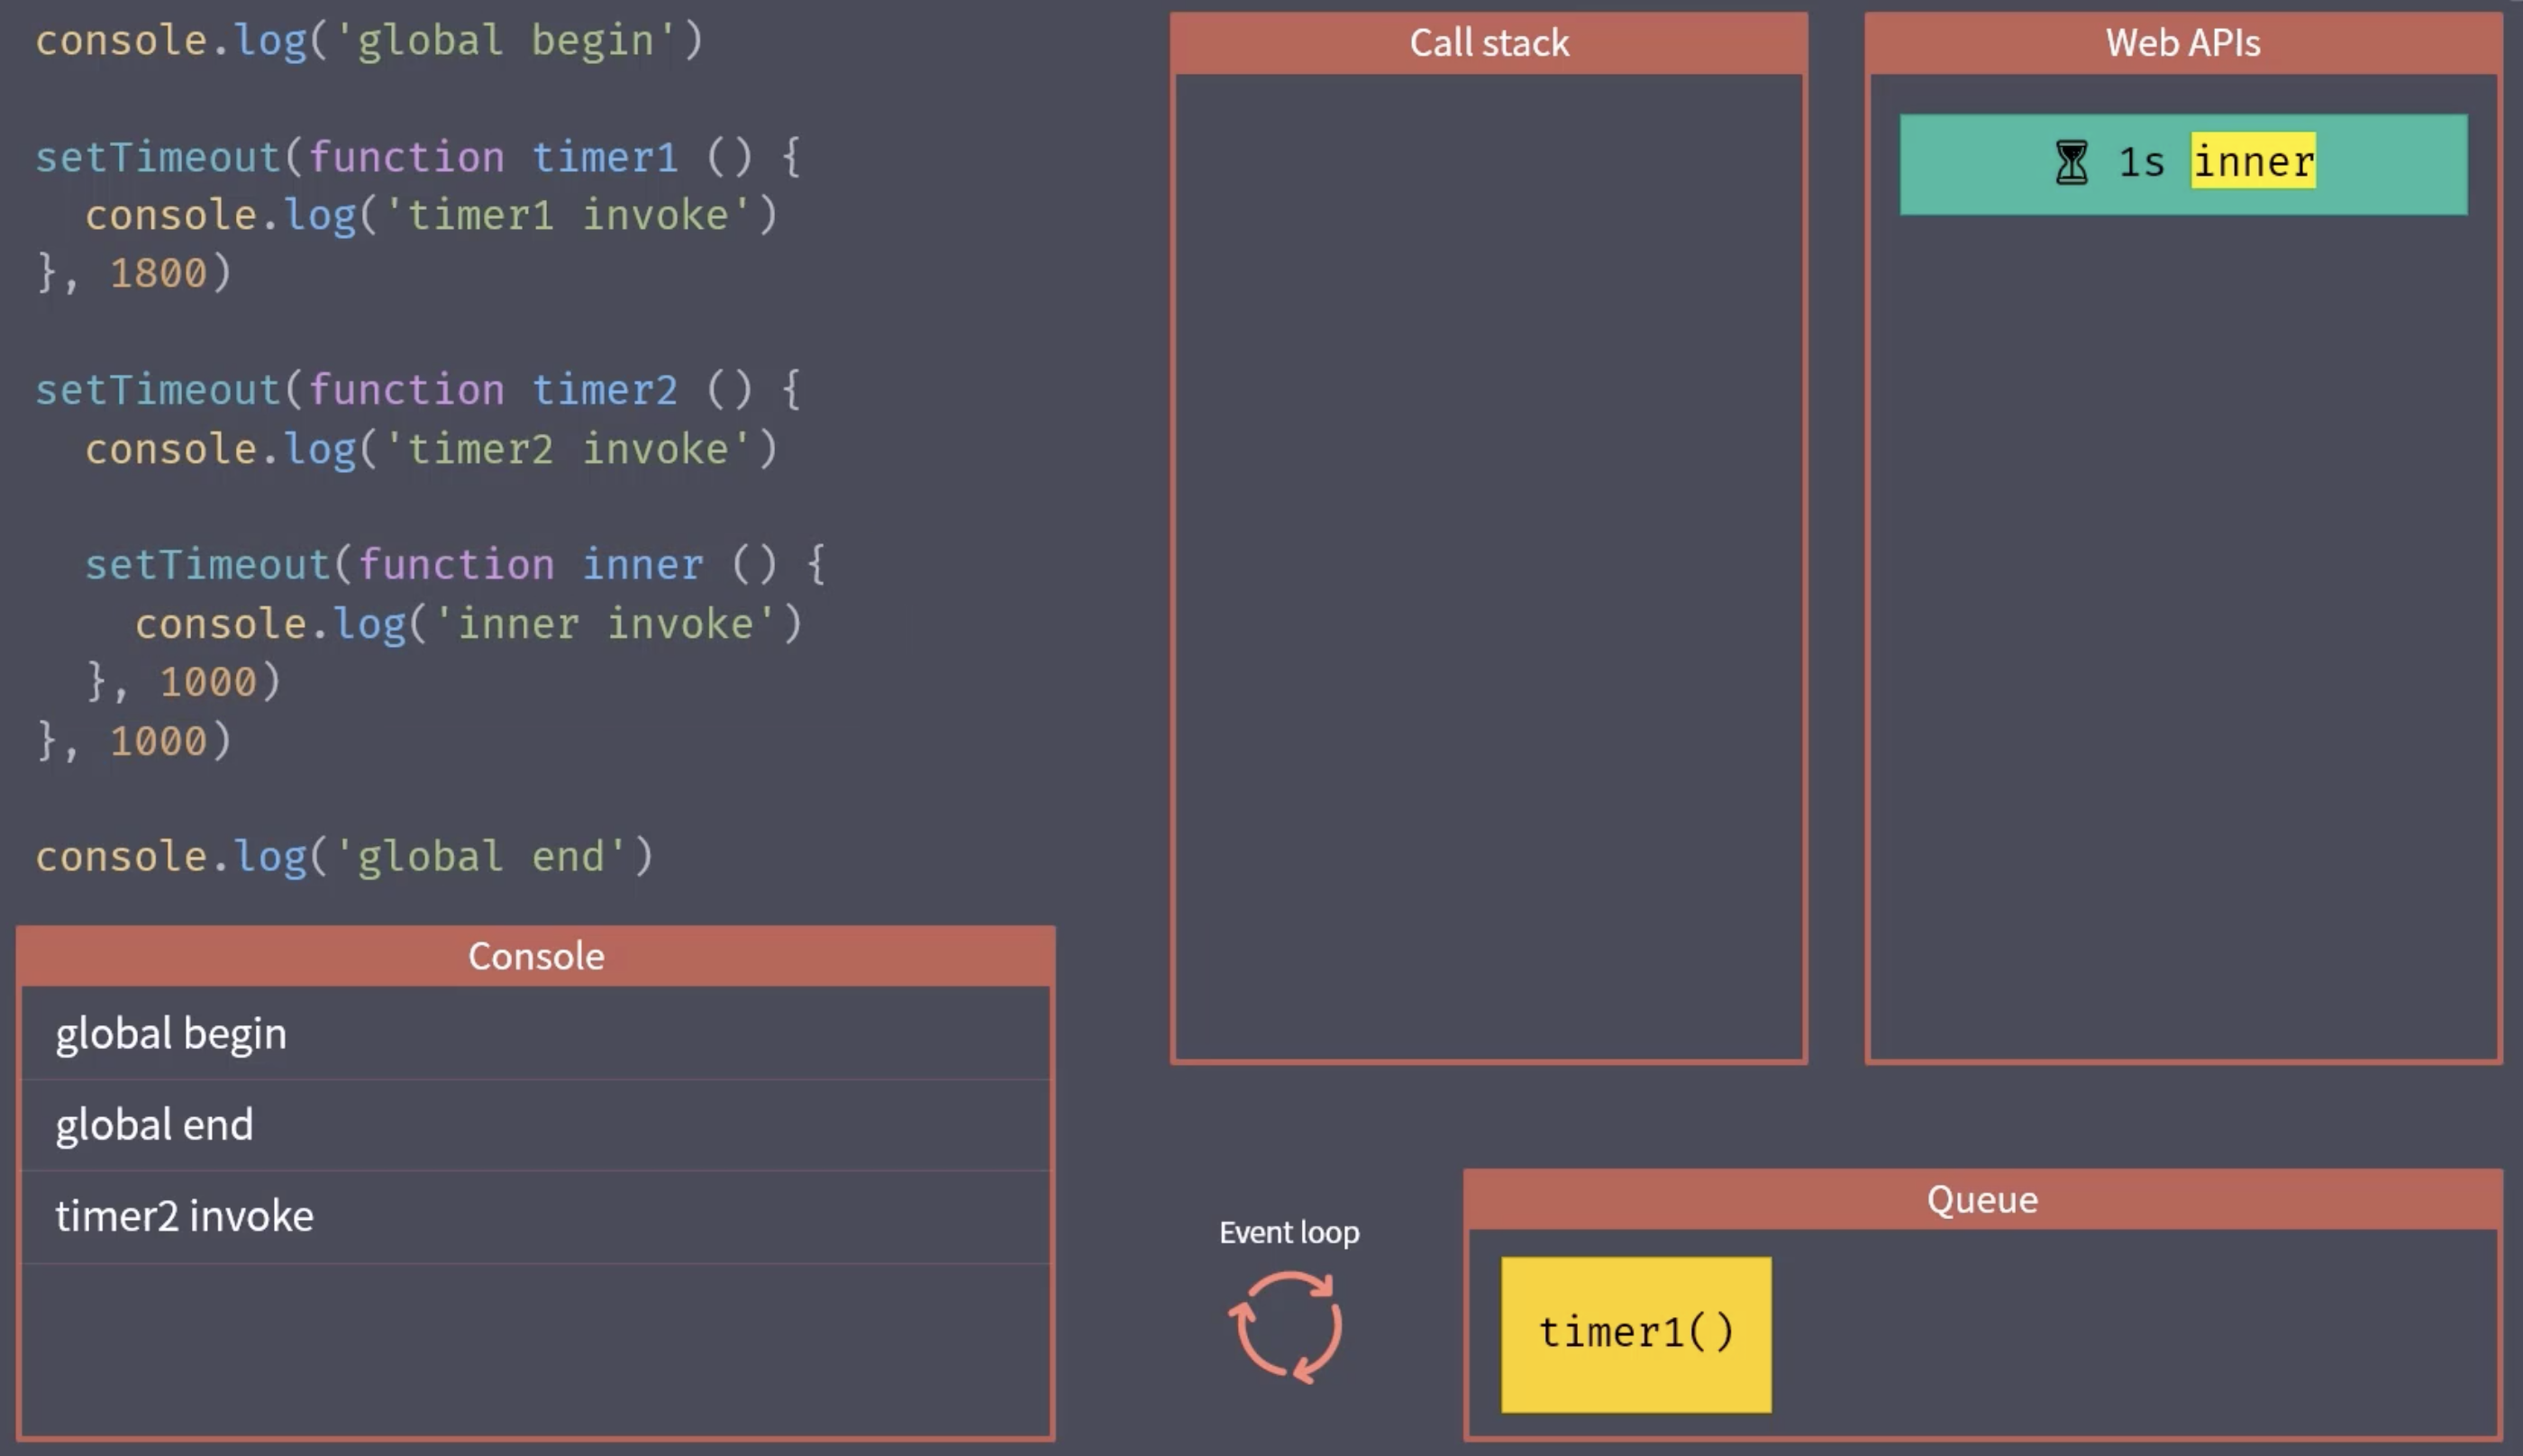 console.log('global begin')
setTimeout(function timer1 () {
  console.log('timer1 invoke')
}, 1800)
setTimeout(function timer2 () {
  console.log('timer2 invoke')
  setTimeout(function inner () {
    console.log('inner invoke')
  }, 1000)
}, 1000)
console.log('global end')
Console
global begin
global end
timer2 invoke
Call stack
Web APIs
1s inner
Event loop
Queue
timer1()